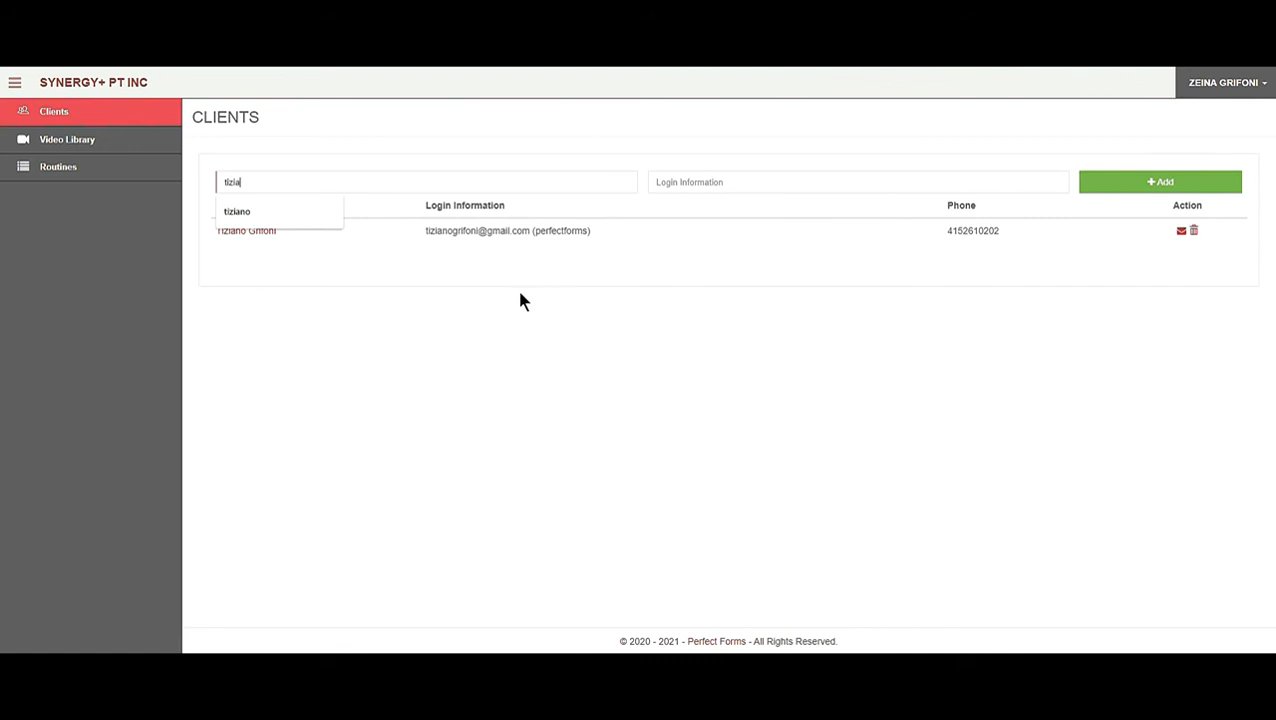 SYNERGY+ PT INC
ZEINA GRIFONI
Clients
Video Library
Routines
CLIENTS
tizia
Login Information
+ Add
tiziano
Login Information
Phone
Action
Tiziano Grifoni
tizianogrifoni@gmail.com (perfectforms)
4152610202
© 2020 - 2021 - Perfect Forms - All Rights Reserved.